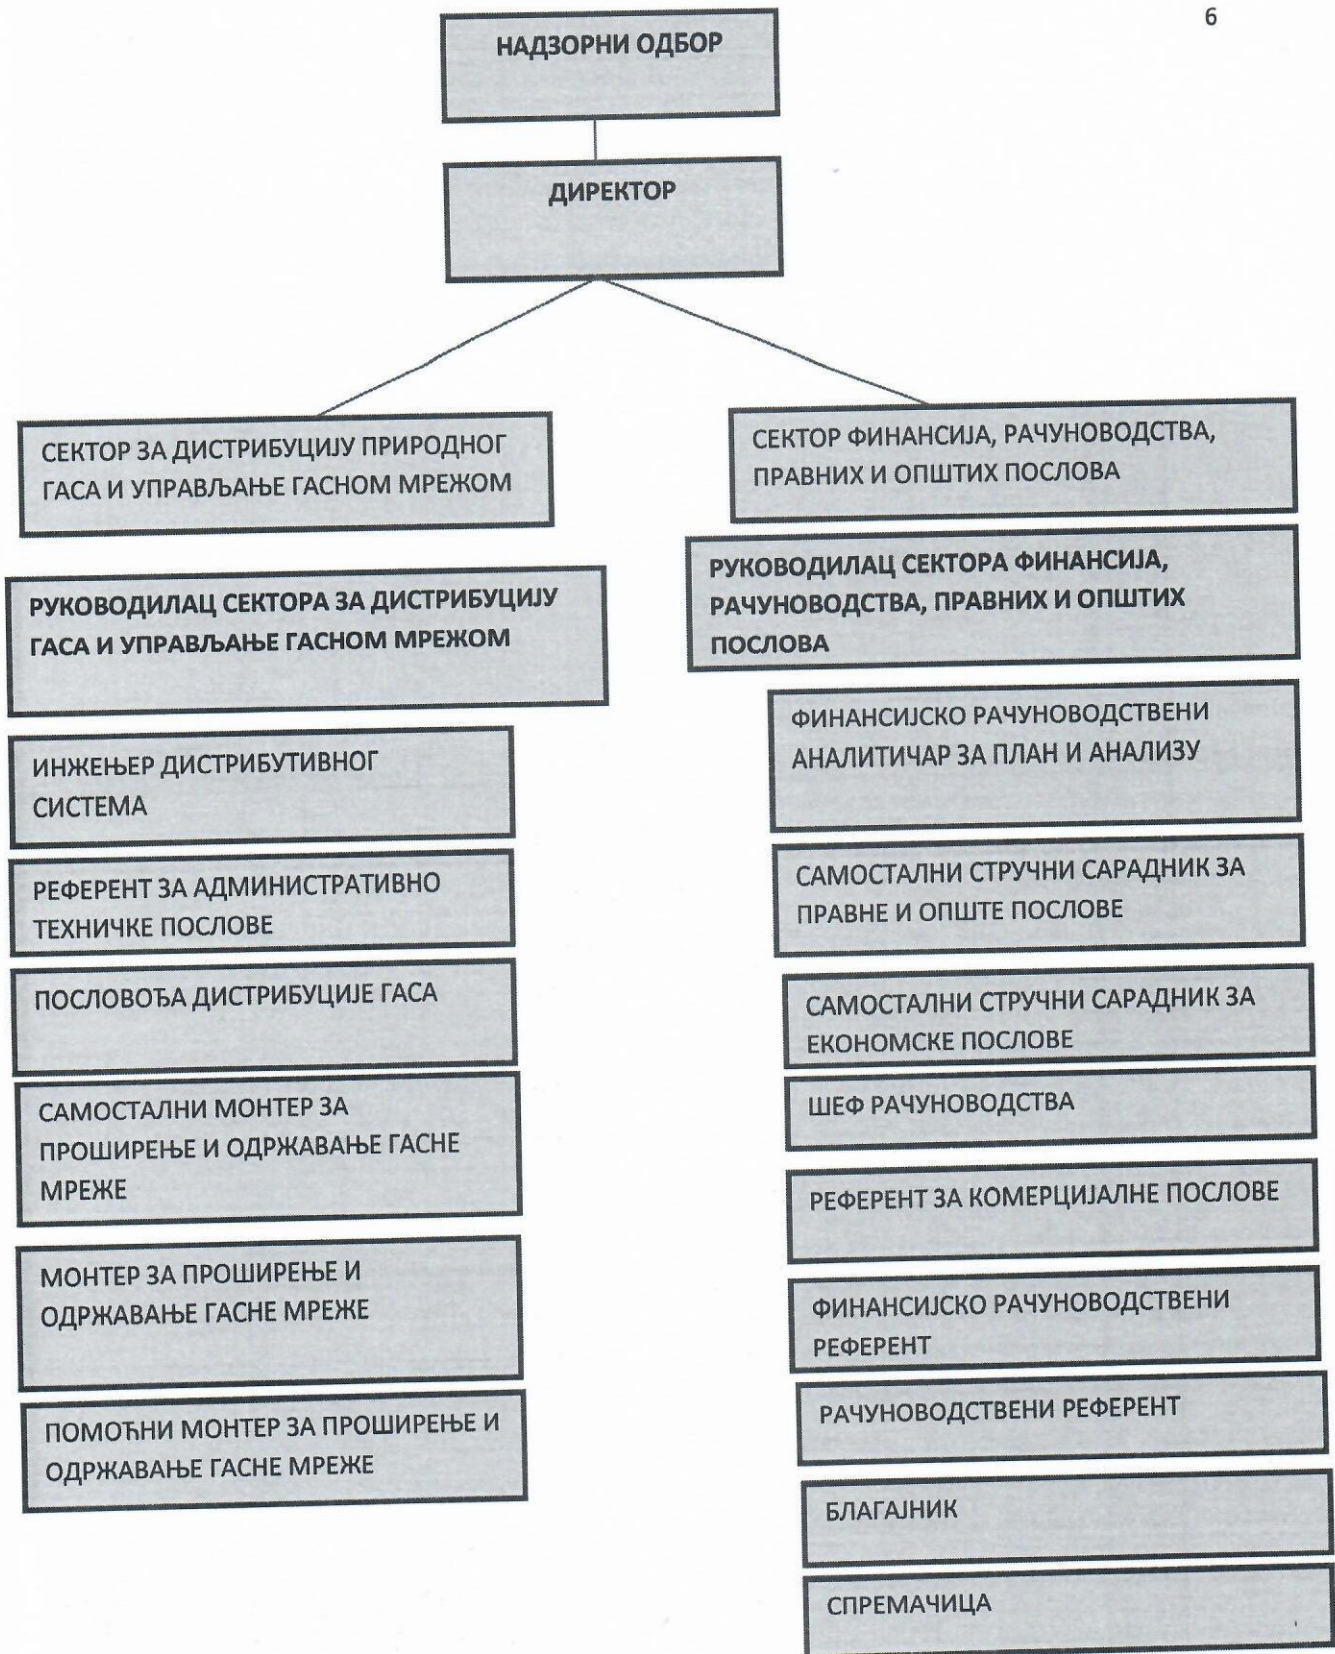 6
НАДЗОРНИ ОДБОР
ДИРЕКТОР
СЕКТОР ЗА ДИСТРИБУЦИЈУ ПРИРОДНОГ
ГАСА И УПРАВЉАЊЕ ГАСНОМ МРЕЖОМ
РУКОВОДИЛАЦ СЕКТОРА ЗА ДИСТРИБУЦИЈУ
ГАСА И УПРАВЉАЊЕ ГАСНОМ МРЕЖОМ
ИНЖЕЊЕР ДИСТРИБУТИВНОГ
СИСТЕМА
РЕФЕРЕНТ ЗА АДМИНИСТРАТИВНО
ТЕХНИЧКЕ ПОСЛОВЕ
ПОСЛОВОЂА ДИСТРИБУЦИЈЕ ГАСА
САМОСТАЛНИ МОНТЕР ЗА
ПРОШИРЕЊЕ И ОДРЖАВАЊЕ ГАСНЕ
МРЕЖЕ
МОНТЕР ЗА ПРОШИРЕЊЕ И
ОДРЖАВАЊЕ ГАСНЕ МРЕЖЕ
ПОМОЋНИ МОНТЕР ЗА ПРОШИРЕЊЕ И
ОДРЖАВАЊЕ ГАСНЕ МРЕЖЕ
СЕКТОР ФИНАНСИЈА, РАЧУНОВОДСТВА,
ПРАВНИХ И ОПШТИХ ПОСЛОВА
РУКОВОДИЛАЦ СЕКТОРА ФИНАНСИЈА,
РАЧУНОВОДСТВА, ПРАВНИХ И ОПШТИХ
ПОСЛОВА
ФИНАНСИЈСКО РАЧУНОВОДСТВЕНИ
АНАЛИТИЧАР ЗА ПЛАН И АНАЛИЗУ
САМОСТАЛНИ СТРУЧНИ САРАДНИК ЗА
ПРАВНЕ И ОПШТЕ ПОСЛОВЕ
САМОСТАЛНИ СТРУЧНИ САРАДНИК ЗА
ЕКОНОМСКЕ ПОСЛОВЕ
ШЕФ РАЧУНОВОДСТВА
РЕФЕРЕНТ ЗА КОМЕРЦИЈАЛНЕ ПОСЛОВЕ
ФИНАНСИЈСКО РАЧУНОВОДСТВЕНИ
РЕФЕРЕНТ
РАЧУНОВОДСТВЕНИ РЕФЕРЕНТ
БЛАГАЈНИК
СПРЕМАЧИЦА